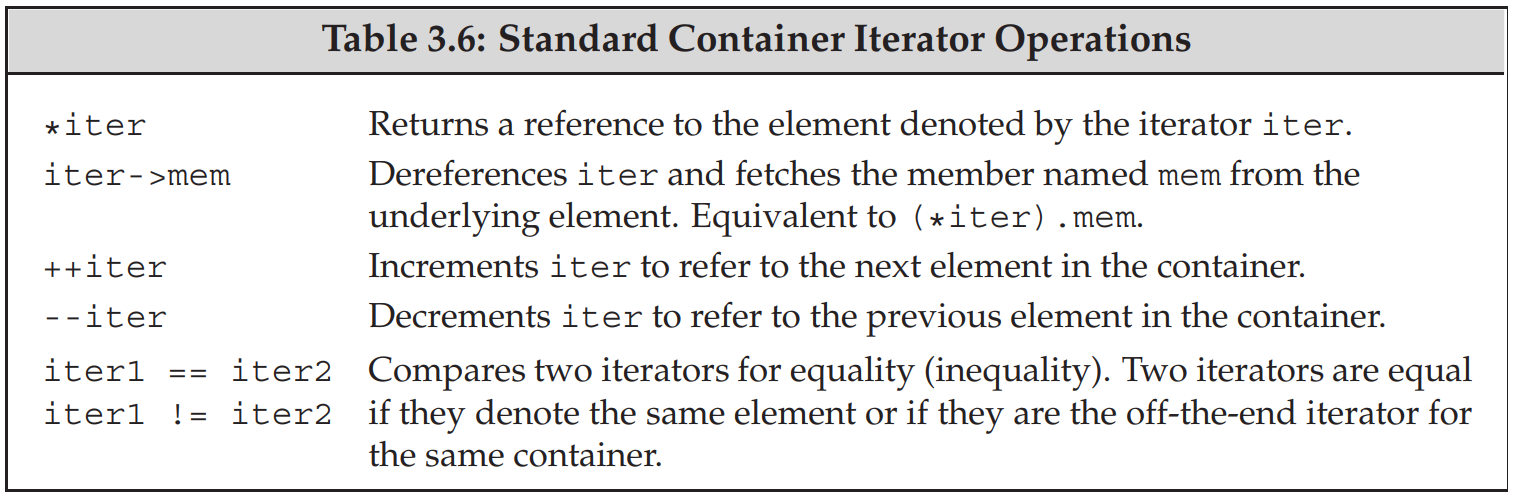 Table 3.6: Standard Container Iterator Operations
*iter Returns a reference to the element denoted by the iterator iter.
iter->mem Dereferences iter and fetches the member named mem from the
underlying element. Equivalent to (*iter).mem.
++iter Increments iter to refer to the next element in the container.
--iter Decrements iter to refer to the previous element in the container.
iter1 == iter2 Compares two iterators for equality (inequality). Two iterators are equal
iter1 != iter2 if they denote the same element or if they are the off-the-end iterator for
the same container.